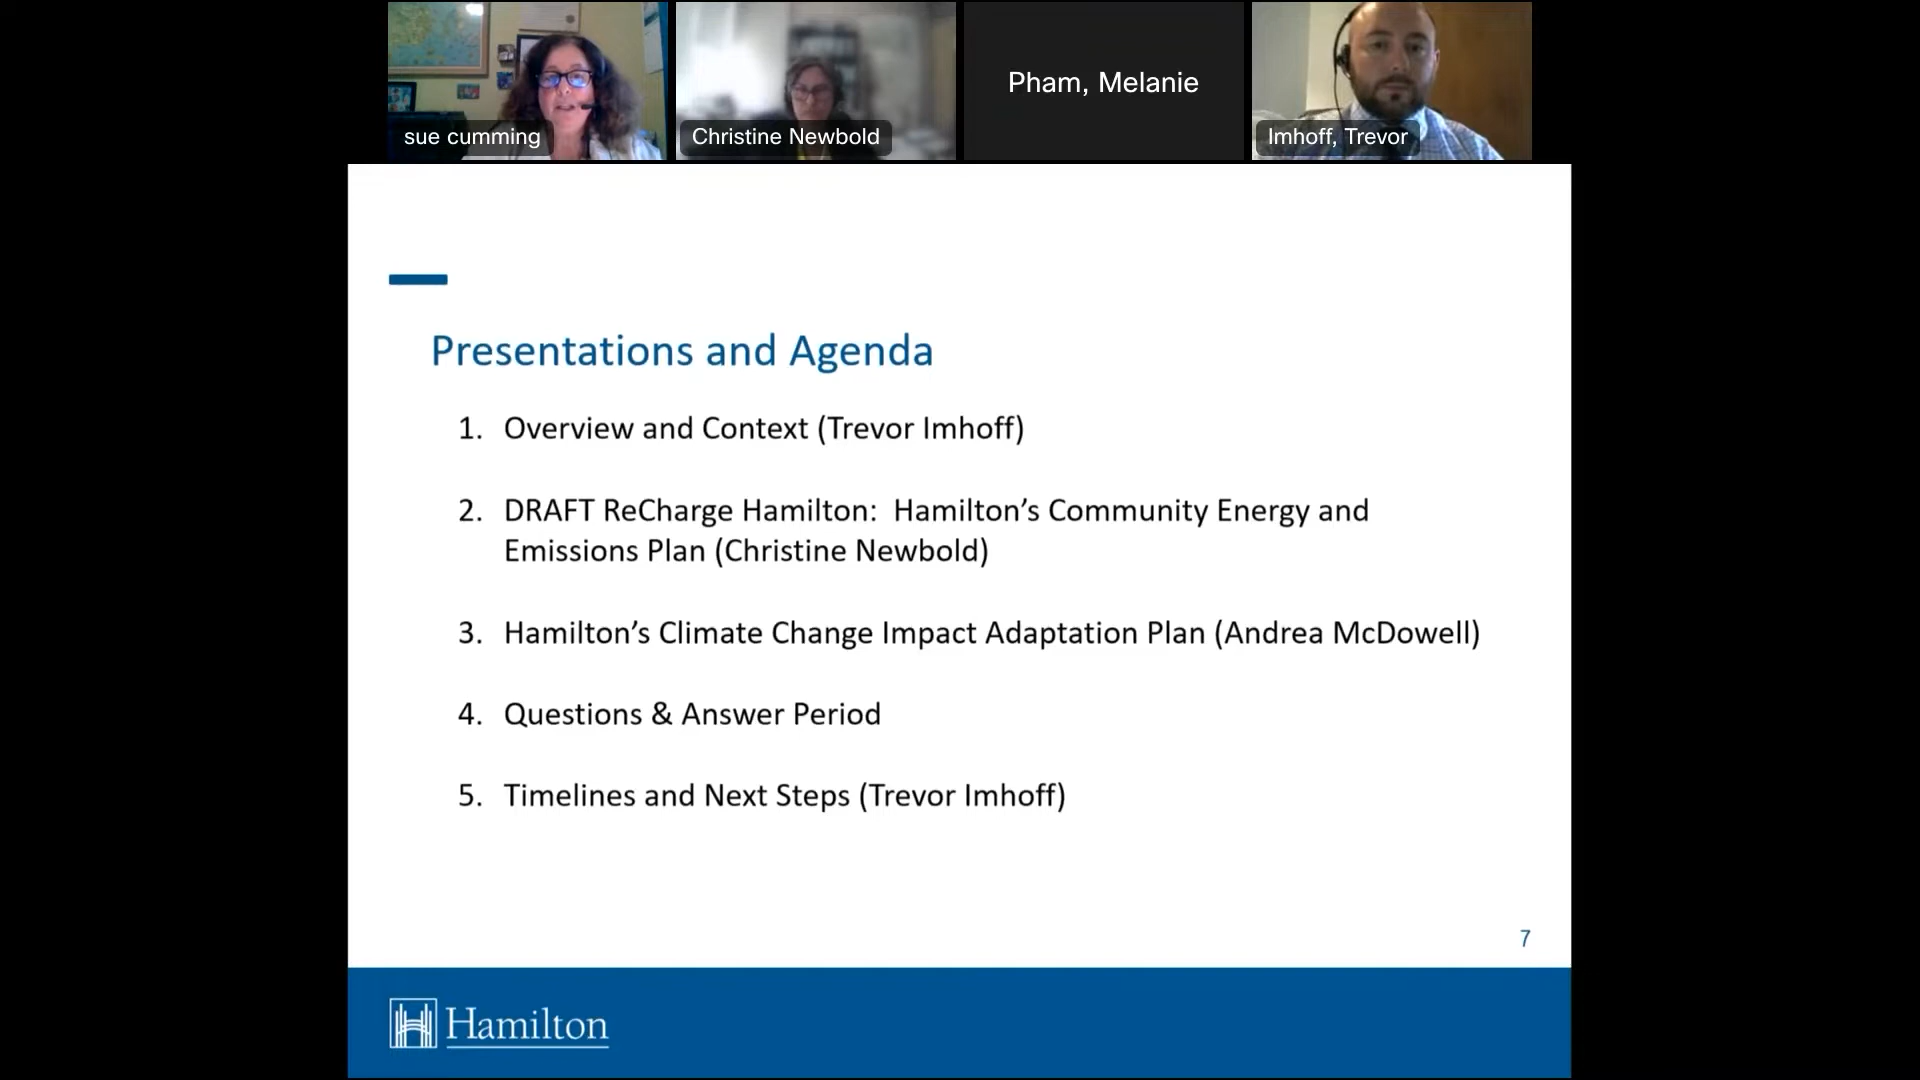 sue cumming
Christine Newbold
Pham, Melanie
Imhoff, Trevor
Presentations and Agenda
1. Overview and Context (Trevor Imhoff)
2. DRAFT ReCharge Hamilton:  Hamilton’s Community Energy and
Emissions Plan (Christine Newbold)
3. Hamilton’s Climate Change Impact Adaptation Plan (Andrea McDowell)
4. Questions & Answer Period
5. Timelines and Next Steps (Trevor Imhoff)
7
Hamilton